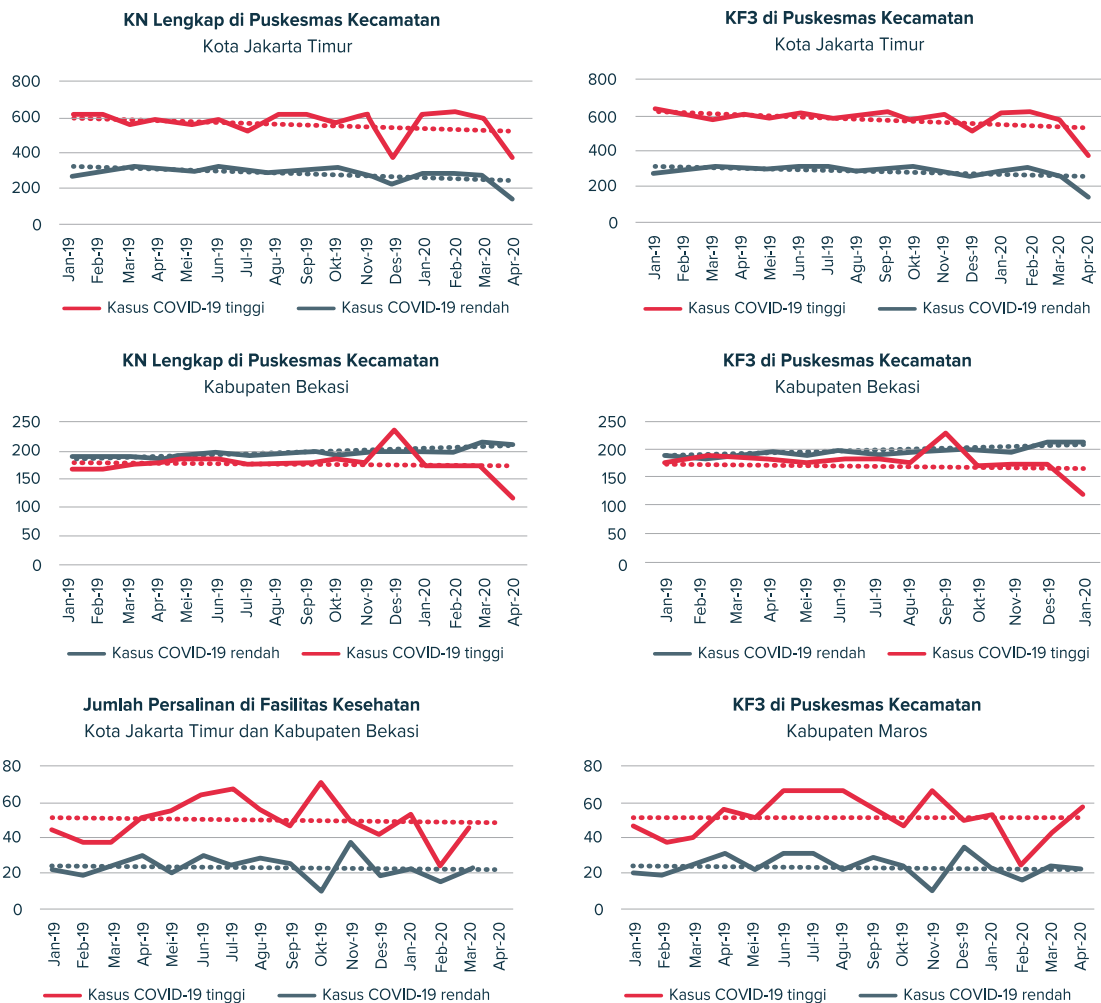 KN Lengkap di Puskesmas Kecamatan
Kota Jakarta Timur
800
600
400
200
0
Jan-19 Feb-19 Mar-19 Apr-19 Mei-19 Jun-19 Jul-19 Agu-19 Sep-19 Okt-19 Nov-19 Des-19 Jan-20 Feb-20 Mar-20 Apr-20
Kasus COVID-19 tinggi Kasus COVID-19 rendah
KF3 di Puskesmas Kecamatan
Kota Jakarta Timur
800
600
400
200
0
Jan-19 Feb-19 Mar-19 Apr-19 Mei-19 Jun-19 Jul-19 Agu-19 Sep-19 Okt-19 Nov-19 Des-19 Jan-20 Feb-20 Mar-20 Apr-20
Kasus COVID-19 tinggi Kasus COVID-19 rendah
KN Lengkap di Puskesmas Kecamatan
Kabupaten Bekasi
250
200
150
100
50
0
Jan-19 Feb-19 Mar-19 Apr-19 Mei-19 Jun-19 Jul-19 Agu-19 Sep-19 Okt-19 Nov-19 Des-19 Jan-20 Feb-20 Mar-20 Apr-20
Kasus COVID-19 rendah Kasus COVID-19 tinggi
KF3 di Puskesmas Kecamatan
Kabupaten Bekasi
250
200
150
100
50
0
Jan-19 Feb-19 Mar-19 Apr-19 Mei-19 Jun-19 Jul-19 Agu-19 Sep-19 Okt-19 Nov-19 Des-19 Jan-20
Kasus COVID-19 rendah Kasus COVID-19 tinggi
Jumlah Persalinan di Fasilitas Kesehatan
Kota Jakarta Timur dan Kabupaten Bekasi
80
60
40
20
0
Jan-19 Feb-19 Mar-19 Apr-19 Mei-19 Jun-19 Jul-19 Agu-19 Sep-19 Okt-19 Nov-19 Des-19 Jan-20 Feb-20 Mar-20 Apr-20
Kasus COVID-19 tinggi Kasus COVID-19 rendah
KF3 di Puskesmas Kecamatan
Kabupaten Maros
80
60
40
20
0
Jan-19 Feb-19 Mar-19 Apr-19 Mei-19 Jun-19 Jul-19 Agu-19 Sep-19 Okt-19 Nov-19 Des-19 Jan-20 Feb-20 Mar-20 Apr-20
Kasus COVID-19 tinggi Kasus COVID-19 rendah